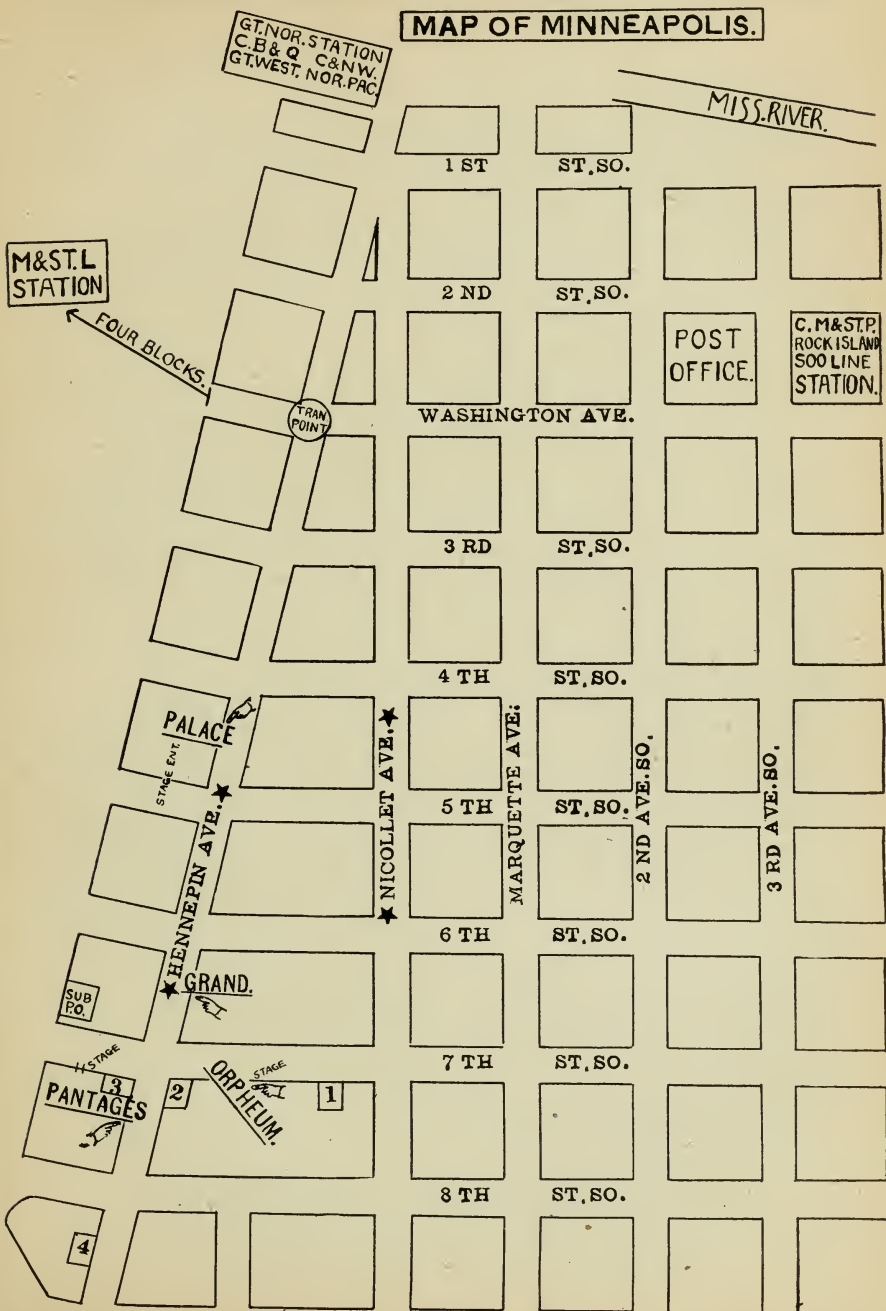 MAP OF MINNEAPOLIS.
GT. NOR. STATION
C. B & Q C & N W.
GT. WEST. NOR. PAC.
MISS. RIVER.
1 ST ST. SO.
M & ST. L
STATION
FOUR BLOCKS.
2 ND ST. SO.
POST
OFFICE.
C. M & ST. P.
ROCK ISLAND
SOO LINE
STATION.
TRAN
POINT
WASHINGTON AVE.
3 RD ST. SO.
4 TH ST. SO.
PALACE
STAGE ENT.
HENNEPIN AVE.
NICOLLET AVE.
MARQUETTE AVE:
2 ND AVE. SO.
3 RD AVE. SO.
5 TH ST. SO.
6 TH ST. SO.
GRAND.
SUB
P.O.
7 TH ST. SO.
STAGE
3
PANTAGES
2
ORPHEUM.
STAGE
1
8 TH ST. SO.
4